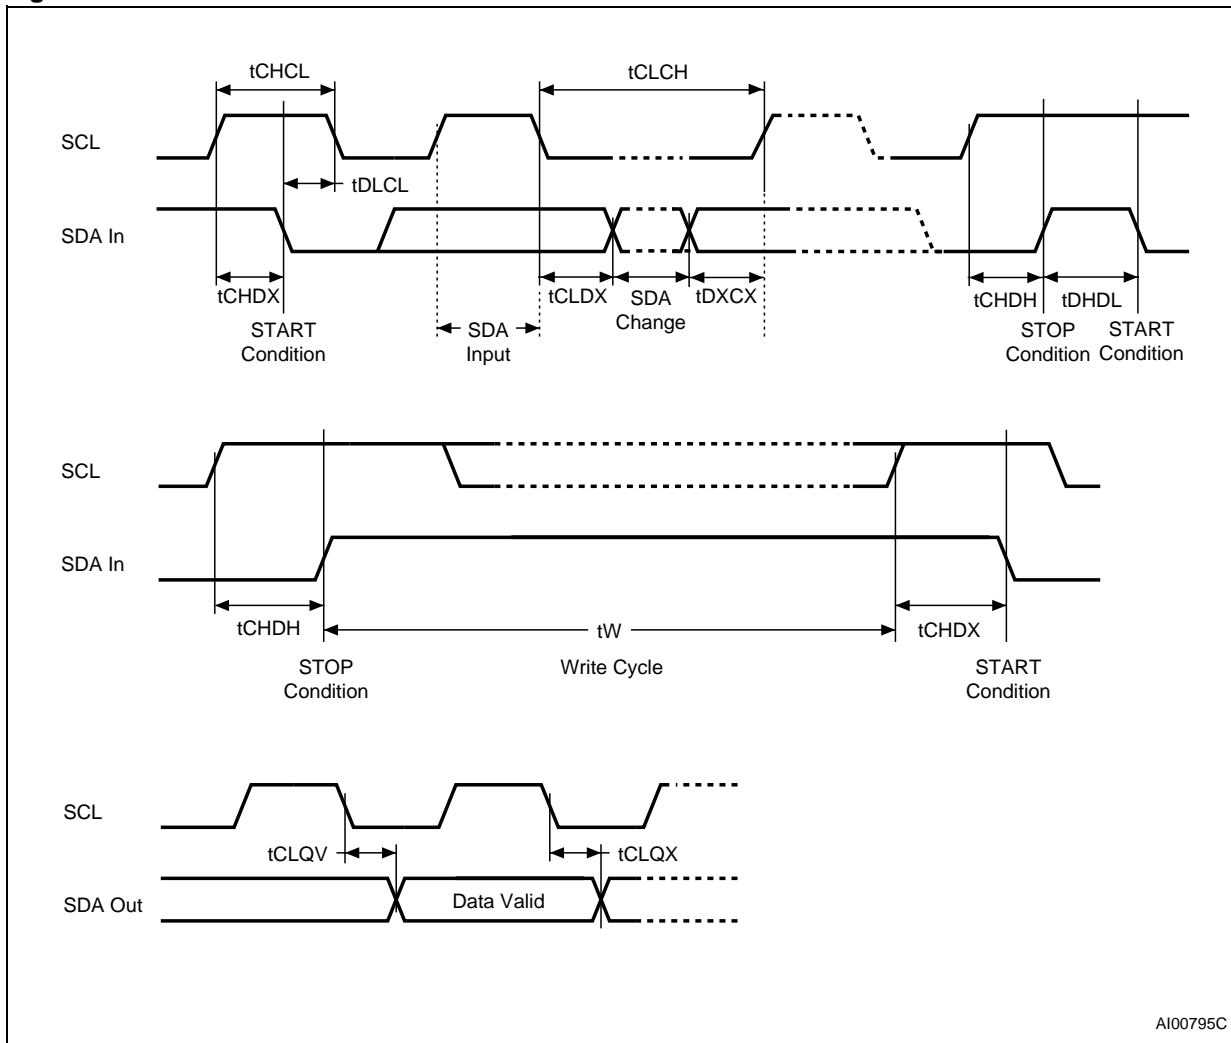 tCHCL
tCLCH
SCL
tDLCL
SDA In
tCHDX
tCLDX
SDA
Change
tDXCX
tCHDH
tDHDL
START
Condition
SDA
Input
STOP
Condition
START
Condition
SCL
SDA In
tCHDH
tW
tCHDX
STOP
Condition
Write Cycle
START
Condition
SCL
tCLQV
tCLQX
SDA Out
Data Valid
AI00795C